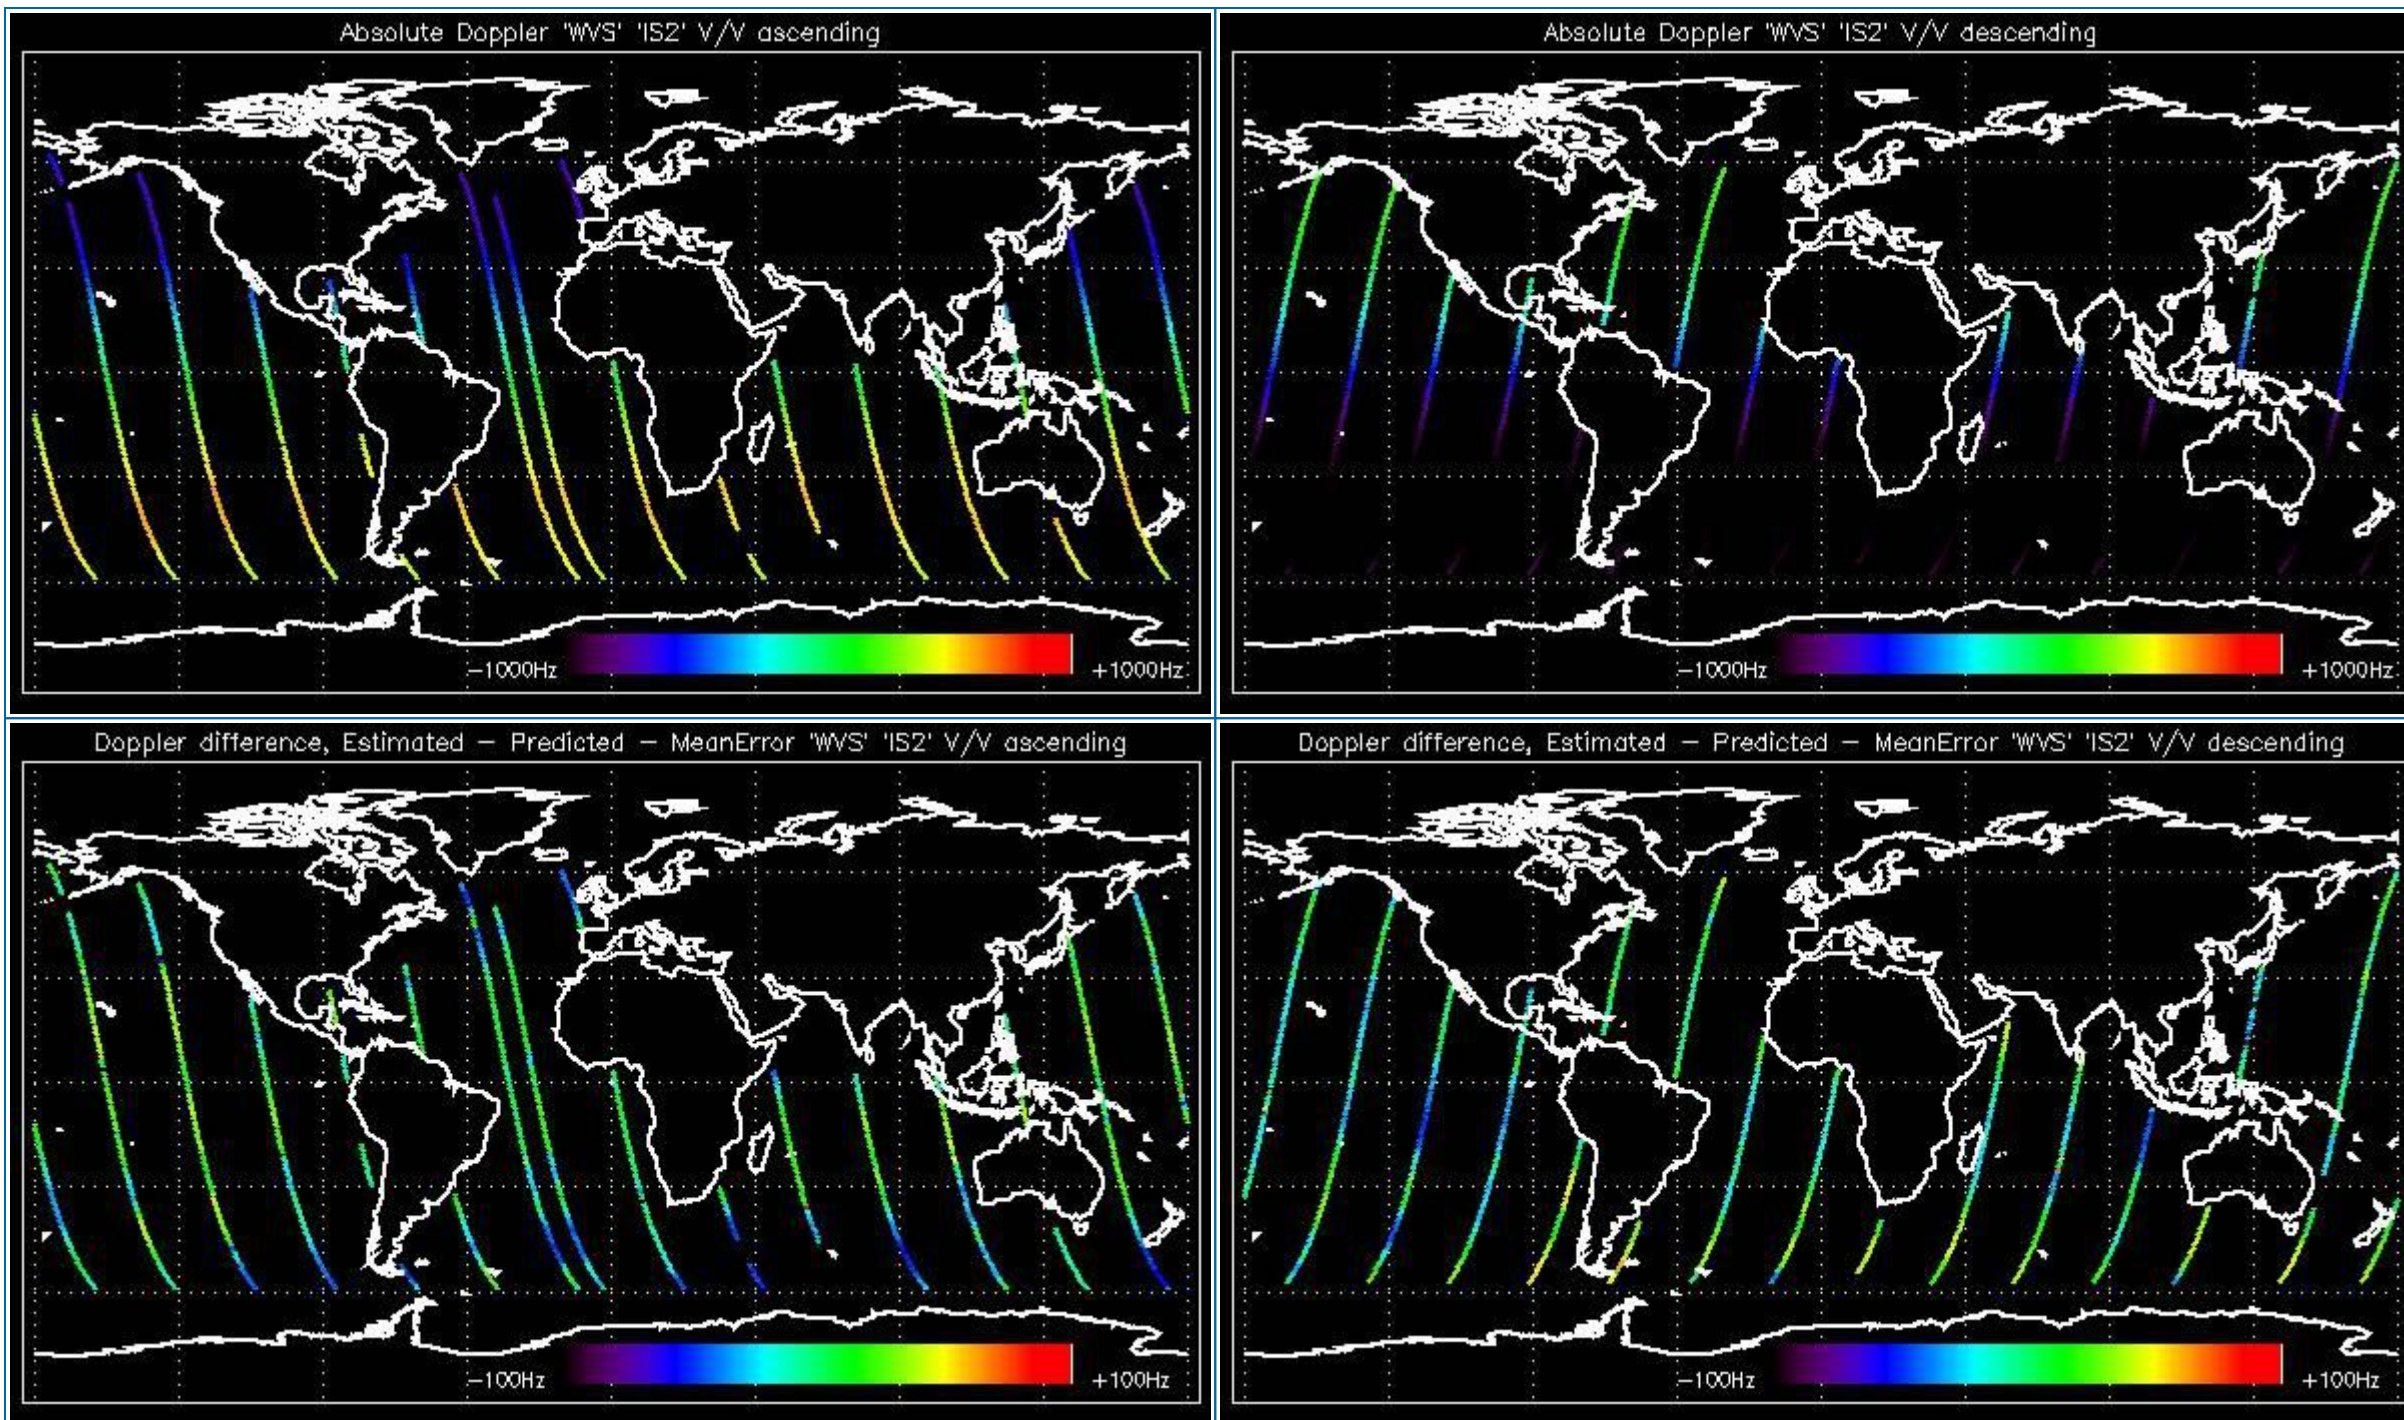 Absolute Doppler 'WVS' 'IS2' V/V ascending
−1000Hz
+1000Hz
Absolute Doppler 'WVS' 'IS2' V/V descending
−1000Hz
+1000Hz
Doppler difference, Estimated − Predicted − MeanError 'WVS' 'IS2' V/V ascending
−100Hz
+100Hz
Doppler difference, Estimated − Predicted − MeanError 'WVS' 'IS2' V/V descending
−100Hz
+100Hz